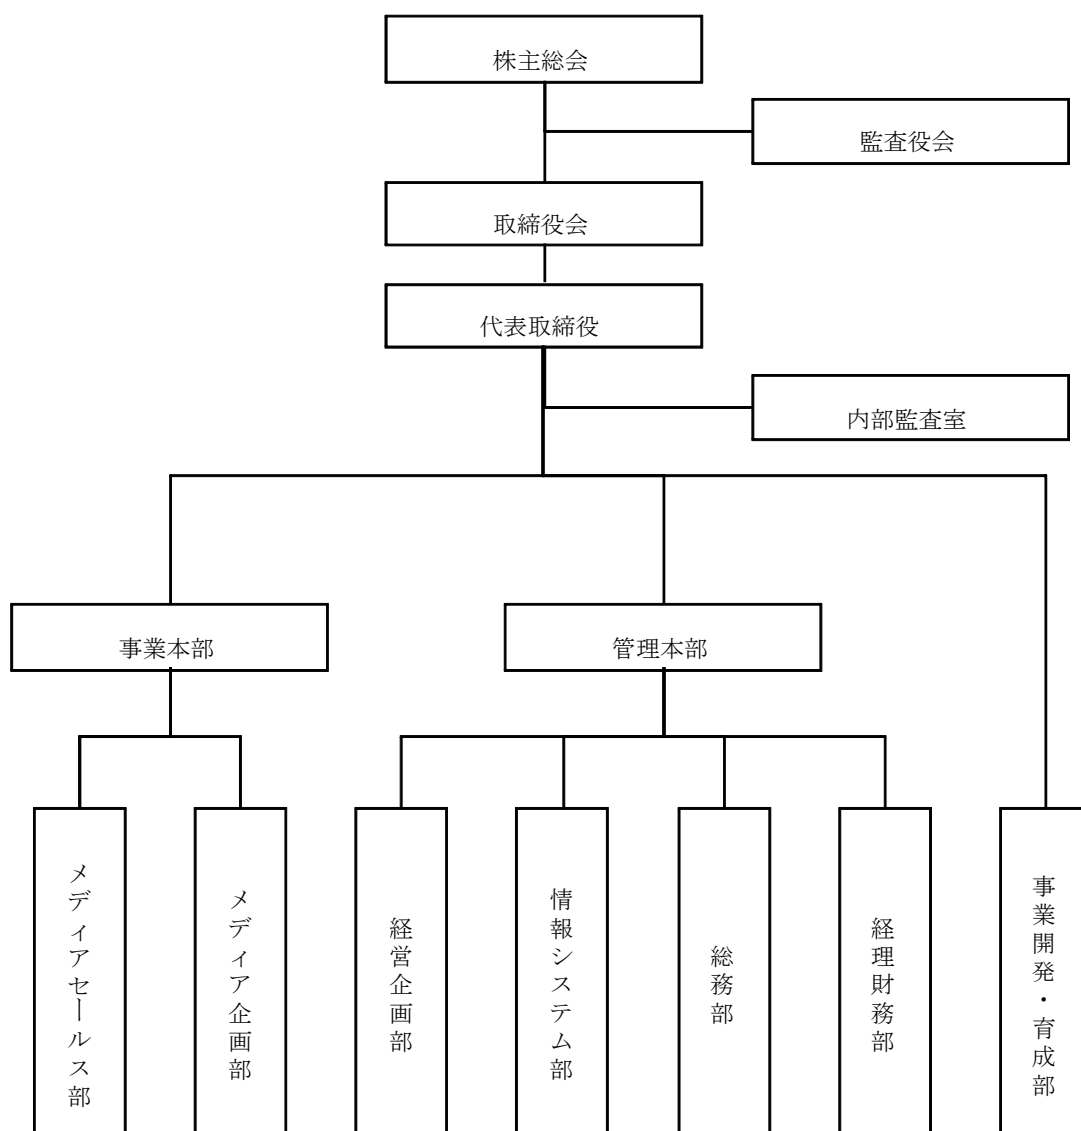 株主総会
監査役会
取締役会
代表取締役
内部監査室
事業本部
管理本部
メディアセールス部
メディア企画部
経営企画部
情報システム部
総務部
経理財務部
事業開発・育成部